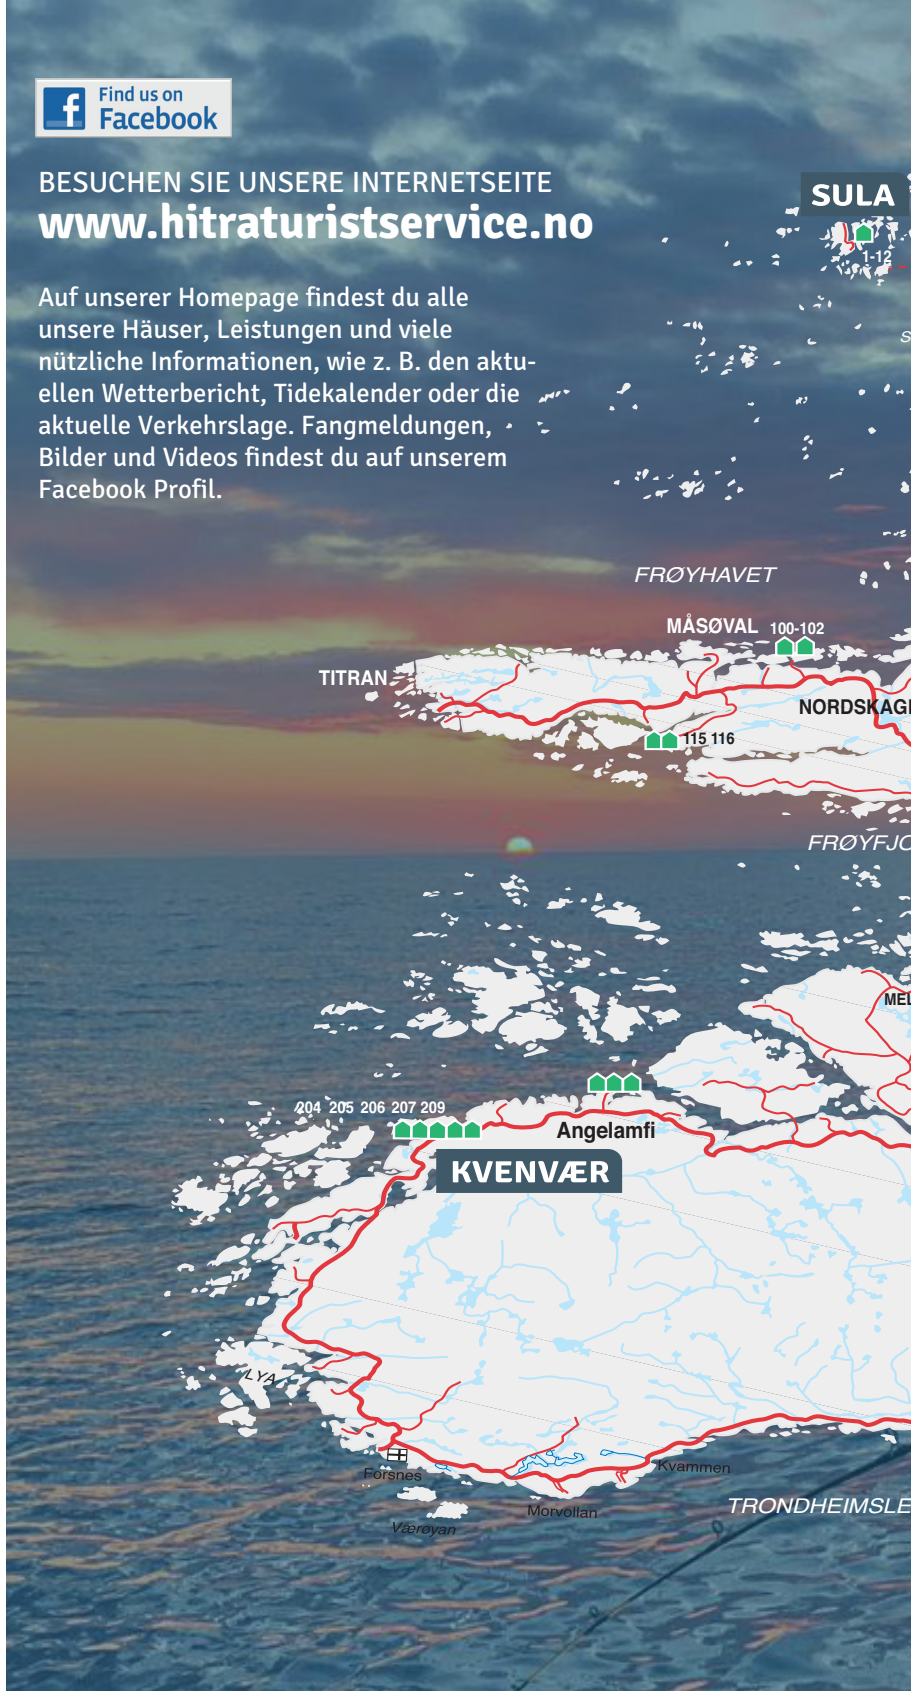 Find us on
Facebook
BESUCHEN SIE UNSERE INTERNETSEITE
www.hitraturistservice.no
Auf unserer Homepage findest du alle
unsere Häuser, Leistungen und viele
nützliche Informationen, wie z. B. den aktu-
ellen Wetterbericht, Tidekalender oder die
aktuelle Verkehrslage. Fangmeldungen,
Bilder und Videos findest du auf unserem
Facebook Profil.
SULA
1-12
S
FRØYHAVET
MÅSØVAL 100-102
TITRAN
NORDSKAG
115 116
FRØYFJO
MEL
204 205 206 207 209
Angelamfi
KVENVÆR
LYA
Forsnes
Kvammen
Morvollan
Værøyan
TRONDHEIMSLE